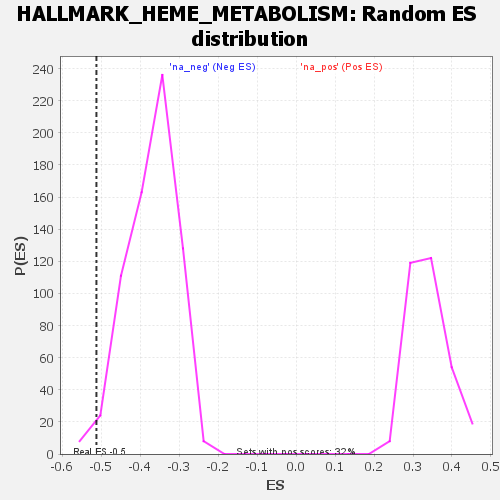 HALLMARK_HEME_METABOLISM: Random ES
distribution
'na_neg' (Neg ES) 'na_pos' (Pos ES)
240
220
200
180
160
140
120
100
80
60
40
20
0
P(ES)
Real ES -0.5 Sets with pos scores: 32%
-0.6 -0.5 -0.4 -0.3 -0.2 -0.1 0.0 0.1 0.2 0.3 0.4 0.5
ES